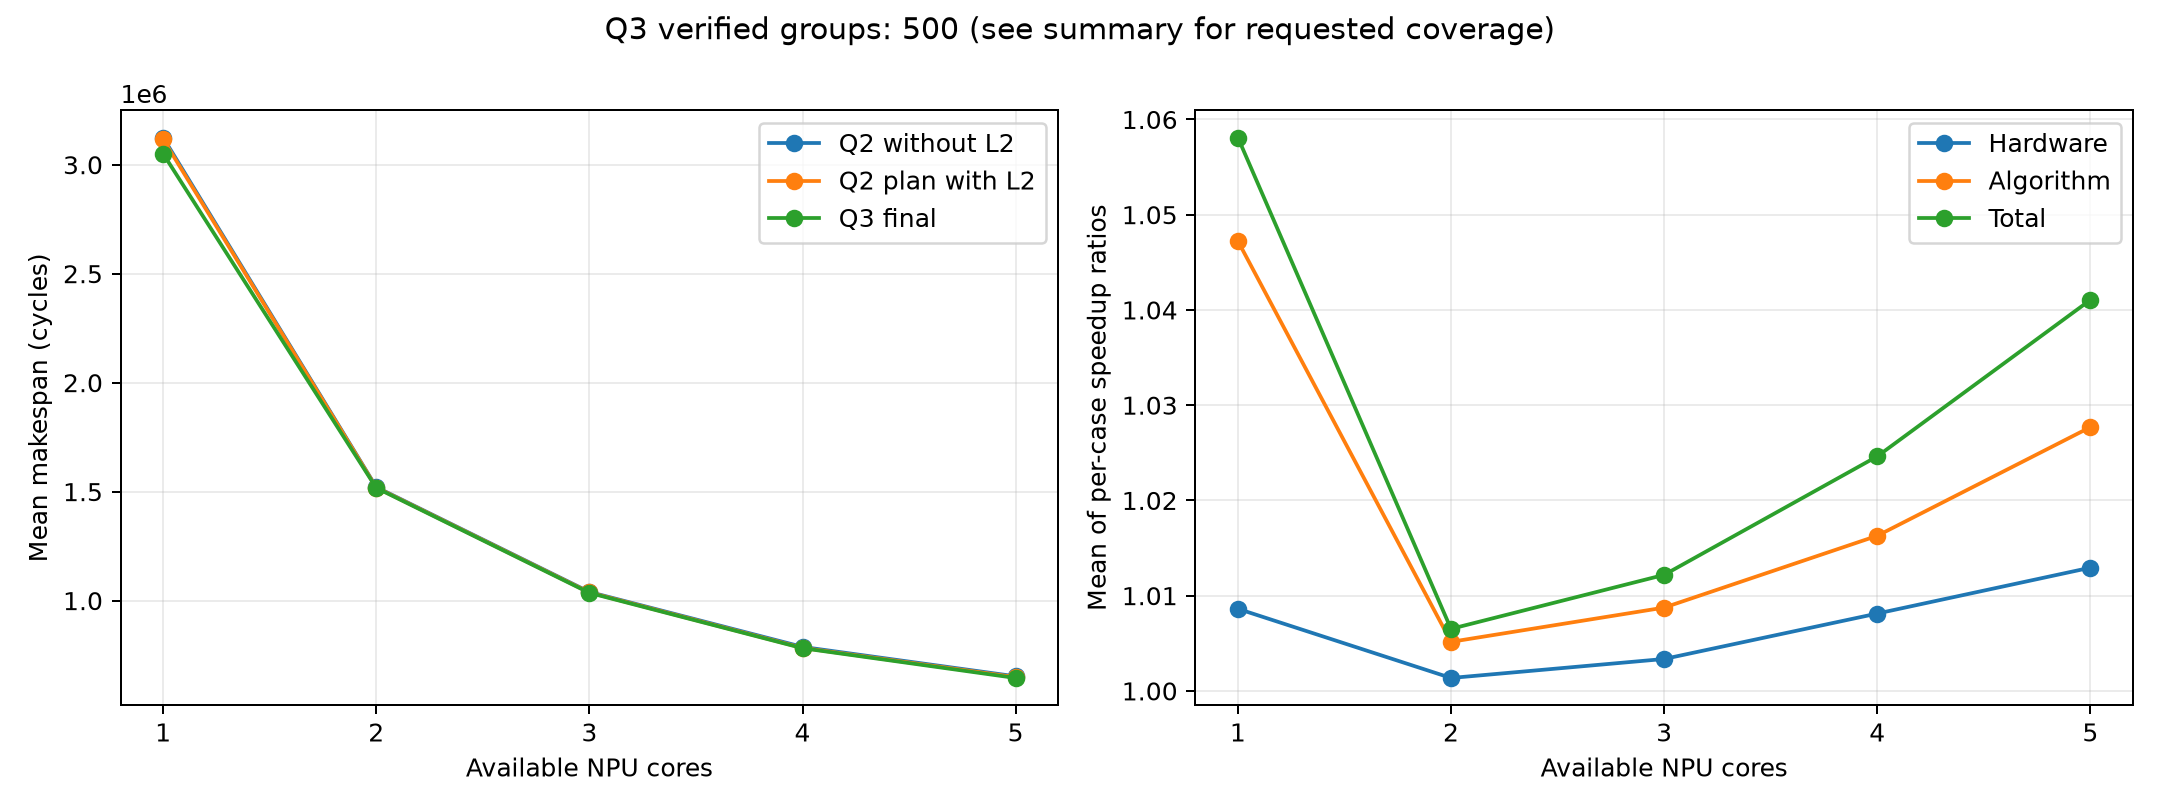 Q3 verified groups: 500 (see summary for requested coverage)
1e6
Mean makespan (cycles)
3.0
2.5
2.0
1.5
1.0
Q2 without L2
Q2 plan with L2
Q3 final
1 2 3 4 5
Available NPU cores
Mean of per-case speedup ratios
1.06
1.05
1.04
1.03
1.02
1.01
1.00
Hardware
Algorithm
Total
1 2 3 4 5
Available NPU cores